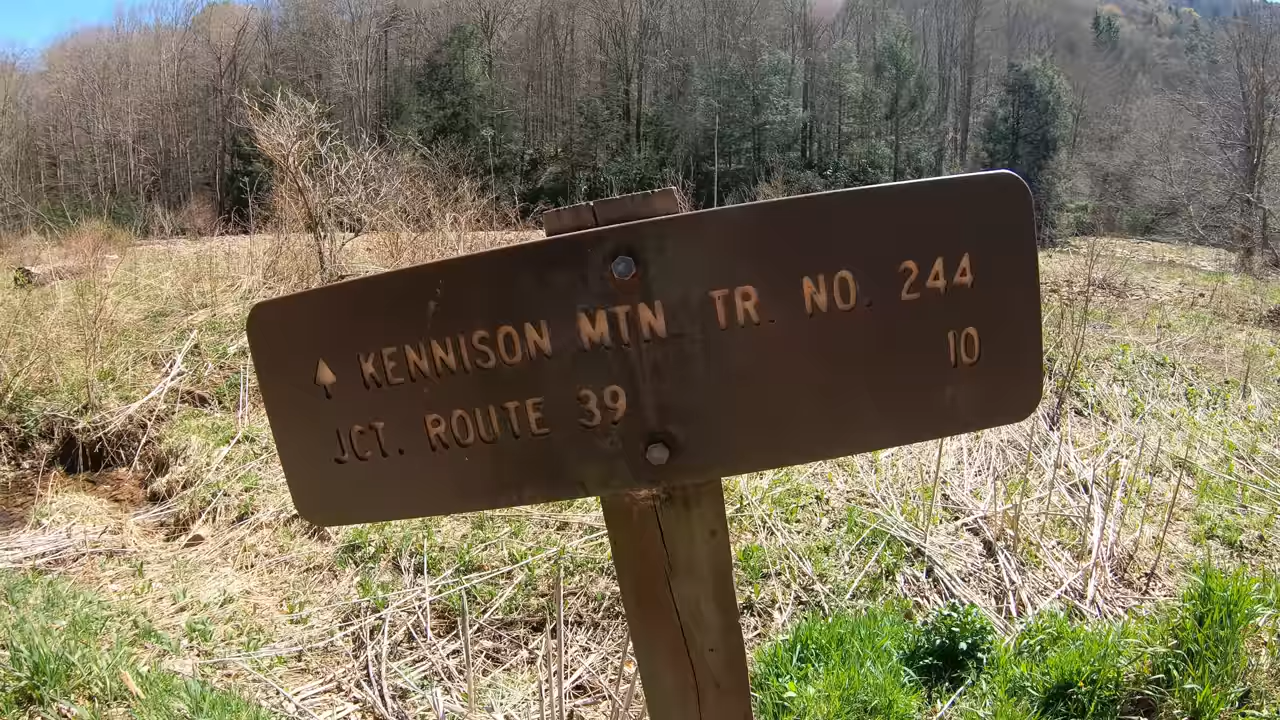 ↑ KENNISON MTN. TR. NO. 244
JCT. ROUTE 39 10